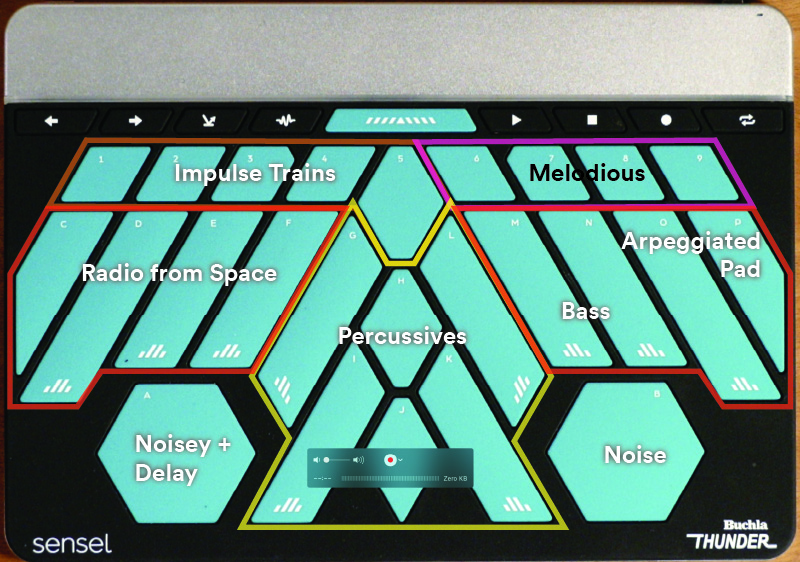 1 2 3 4 5 6 7 8 9
Impulse Trains
Melodious
C D E F G L M N O P
Radio from Space
Arpeggiated
Pad
H
Bass
Percussives
I K
A B
J
Noisey +
Delay
Noise
--:-- Zero KB
sensel
Buchla
THUNDER